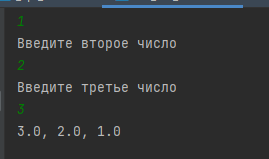 1
Введите второе число
2
Введите третье число
3
3.0, 2.0, 1.0